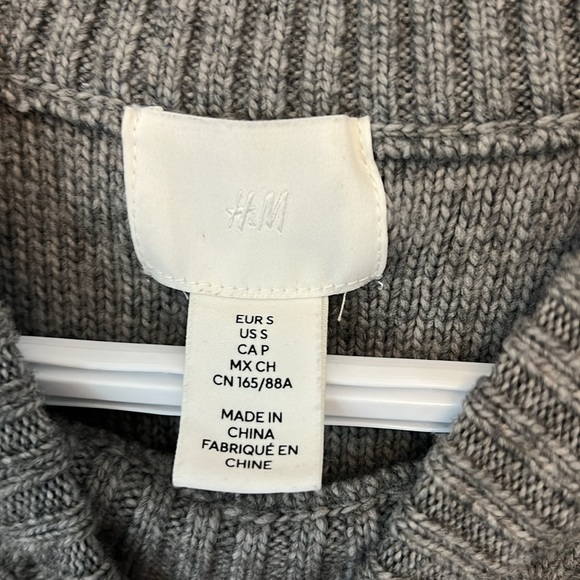 H&M
EUR S
US S
CA P
MX CH
CN 165/88A
MADE IN
CHINA
FABRIQUÉ EN
CHINE